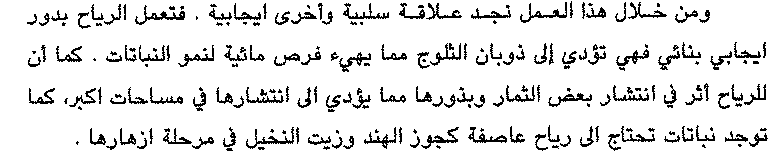 ومن خلال هذا العمل نجد علاقة سلبية وأخرى ايجابية . فتعمل الرياح بدور
ايجابي بنائي فهي تؤدي إلى ذوبان الثلوج مما يهيء فرص مائية لنمو النباتات . كما أن
للرياح أثر في انتشار بعض الثمار وبذورها مما يؤدي الى انتشارها في مساحات اكبر، كما
توجد نباتات تحتاج الى رياح عاصفة كجوز الهند وزيت النخيل في مرحلة ازهارها .